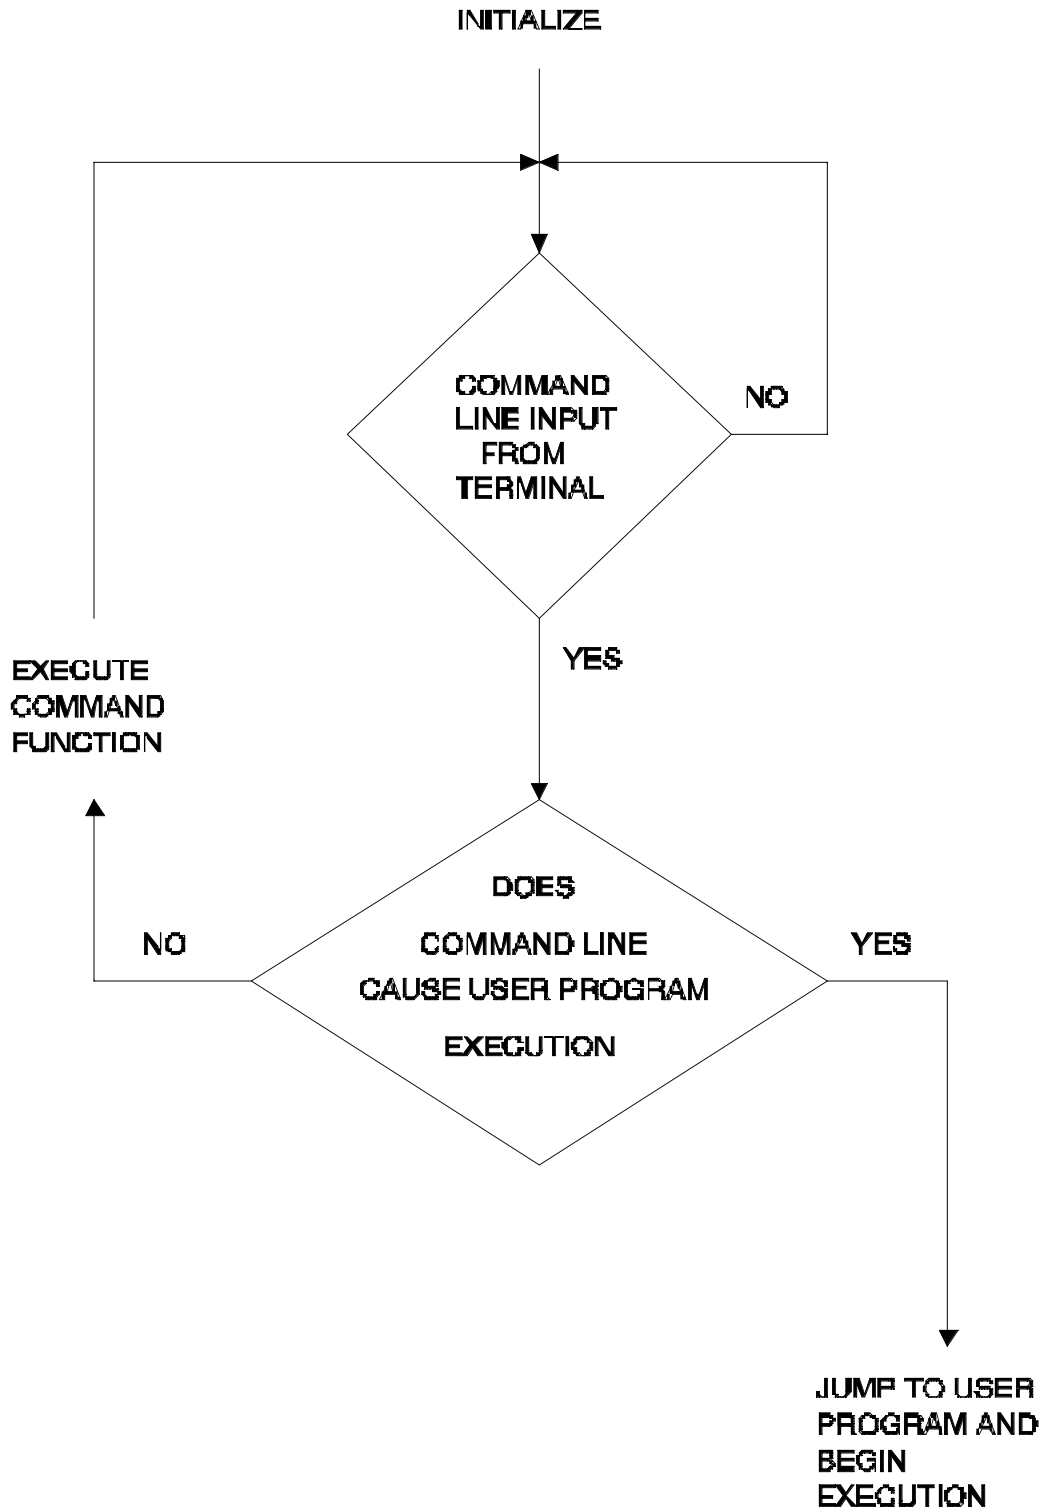 INITIALIZE
COMMAND
LINE INPUT
FROM
TERMINAL
NO
YES
EXECUTE
COMMAND
FUNCTION
DOES
COMMAND LINE
CAUSE USER PROGRAM
EXECUTION
NO
YES
JUMP TO USER
PROGRAM AND
BEGIN
EXECUTION